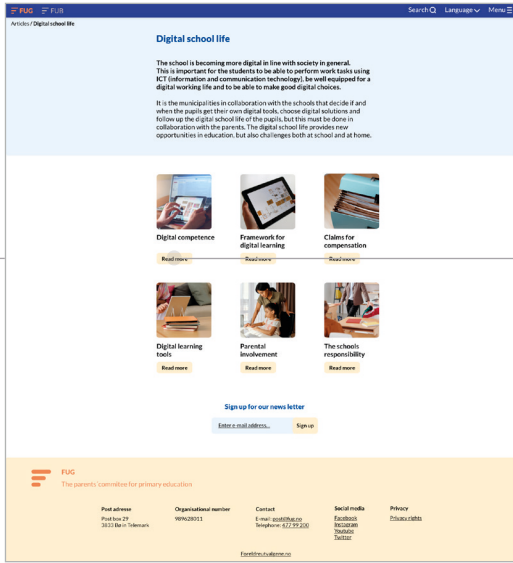 FUG FUB Search Language Menu
Articles / Digital school life
Digital school life
The school is becoming more digital in line with society in general.
This is important for the students to be able to perform work tasks using
ICT (information and communication technology), be well equipped for a
digital working life and to be able to make good digital choices.
It is the municipalities in collaboration with the schools that decide if and
when the pupils get their own digital tools, choose digital solutions and
follow up the digital school life of the pupils, but this must be done in
collaboration with the parents. The digital school life provides new
opportunities in education, but also challenges both at school and at home.
Digital competence
Framework for
digital learning
Claims for
compensation
Read more Read more Read more
Digital learning
tools
Parental
involvement
The schools
responsibility
Read more Read more Read more
Sign up for our news letter
Enter e-mail address... Sign up
FUG
The parents' commitee for primary education
Post adresse
Post box 29
3833 Bø in Telemark
Organisational number
989628011
Contact
E-mail: post@fug.no
Telephone: 477 99 200
Social media
Facebook
Instagram
Youtube
Twitter
Privacy
Privacy rights
Foreldreutvalgene.no